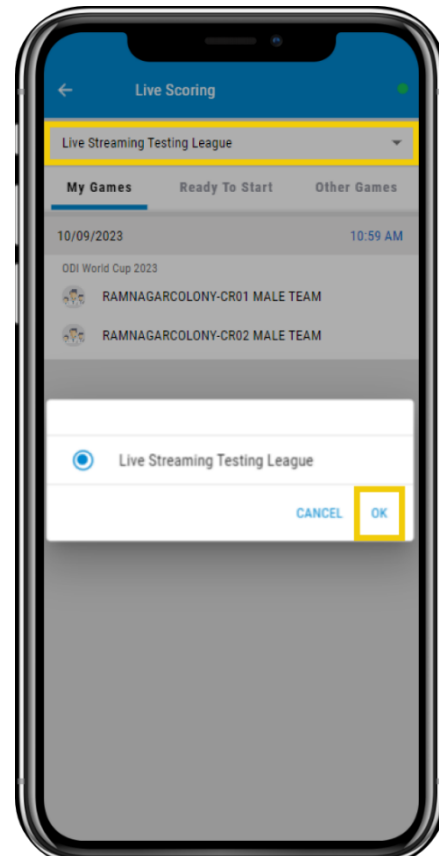 Live Scoring
Live Streaming Testing League
My Games Ready To Start Other Games
10/09/2023 10:59 AM
ODI World Cup 2023
RAMNAGARCOLONY-CR01 MALE TEAM
RAMNAGARCOLONY-CR02 MALE TEAM
Live Streaming Testing League
CANCEL OK